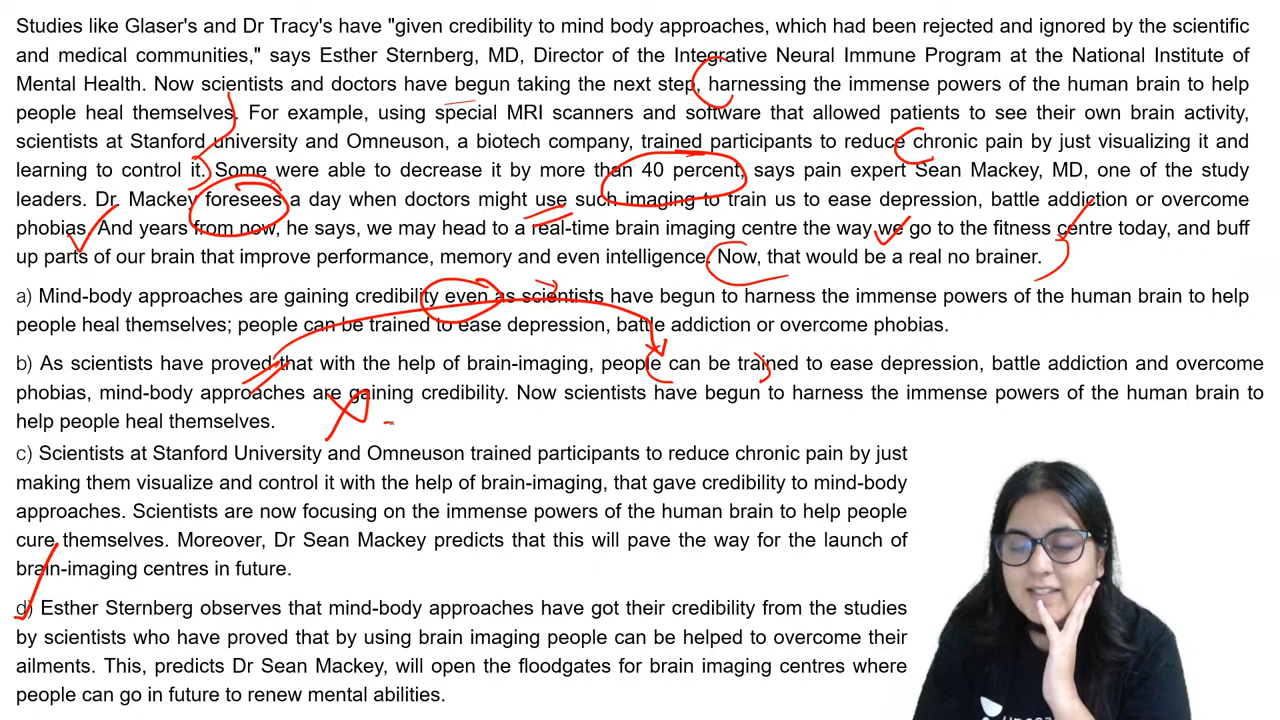 Studies like Glaser's and Dr Tracy's have "given credibility to mind body approaches, which had been rejected and ignored by the scientific
and medical communities," says Esther Sternberg, MD, Director of the Integrative Neural Immune Program at the National Institute of
Mental Health. Now scientists and doctors have begun taking the next step, harnessing the immense powers of the human brain to help
people heal themselves. For example, using special MRI scanners and software that allowed patients to see their own brain activity,
scientists at Stanford university and Omneuson, a biotech company, trained participants to reduce chronic pain by just visualizing it and
learning to control it. Some were able to decrease it by more than 40 percent, says pain expert Sean Mackey, MD, one of the study
leaders. Dr. Mackey foresees a day when doctors might use such imaging to train us to ease depression, battle addiction or overcome
phobias. And years from now, he says, we may head to a real-time brain imaging centre the way we go to the fitness centre today, and buff
up parts of our brain that improve performance, memory and even intelligence. Now, that would be a real no brainer.
a) Mind-body approaches are gaining credibility even as scientists have begun to harness the immense powers of the human brain to help
people heal themselves; people can be trained to ease depression, battle addiction or overcome phobias.
b) As scientists have proved that with the help of brain-imaging, people can be trained to ease depression, battle addiction and overcome
phobias, mind-body approaches are gaining credibility. Now scientists have begun to harness the immense powers of the human brain to
help people heal themselves.
c) Scientists at Stanford University and Omneuson trained participants to reduce chronic pain by just
making them visualize and control it with the help of brain-imaging, that gave credibility to mind-body
approaches. Scientists are now focusing on the immense powers of the human brain to help people
cure themselves. Moreover, Dr Sean Mackey predicts that this will pave the way for the launch of
brain-imaging centres in future.
d) Esther Sternberg observes that mind-body approaches have got their credibility from the studies
by scientists who have proved that by using brain imaging people can be helped to overcome their
ailments. This, predicts Dr Sean Mackey, will open the floodgates for brain imaging centres where
people can go in future to renew mental abilities.